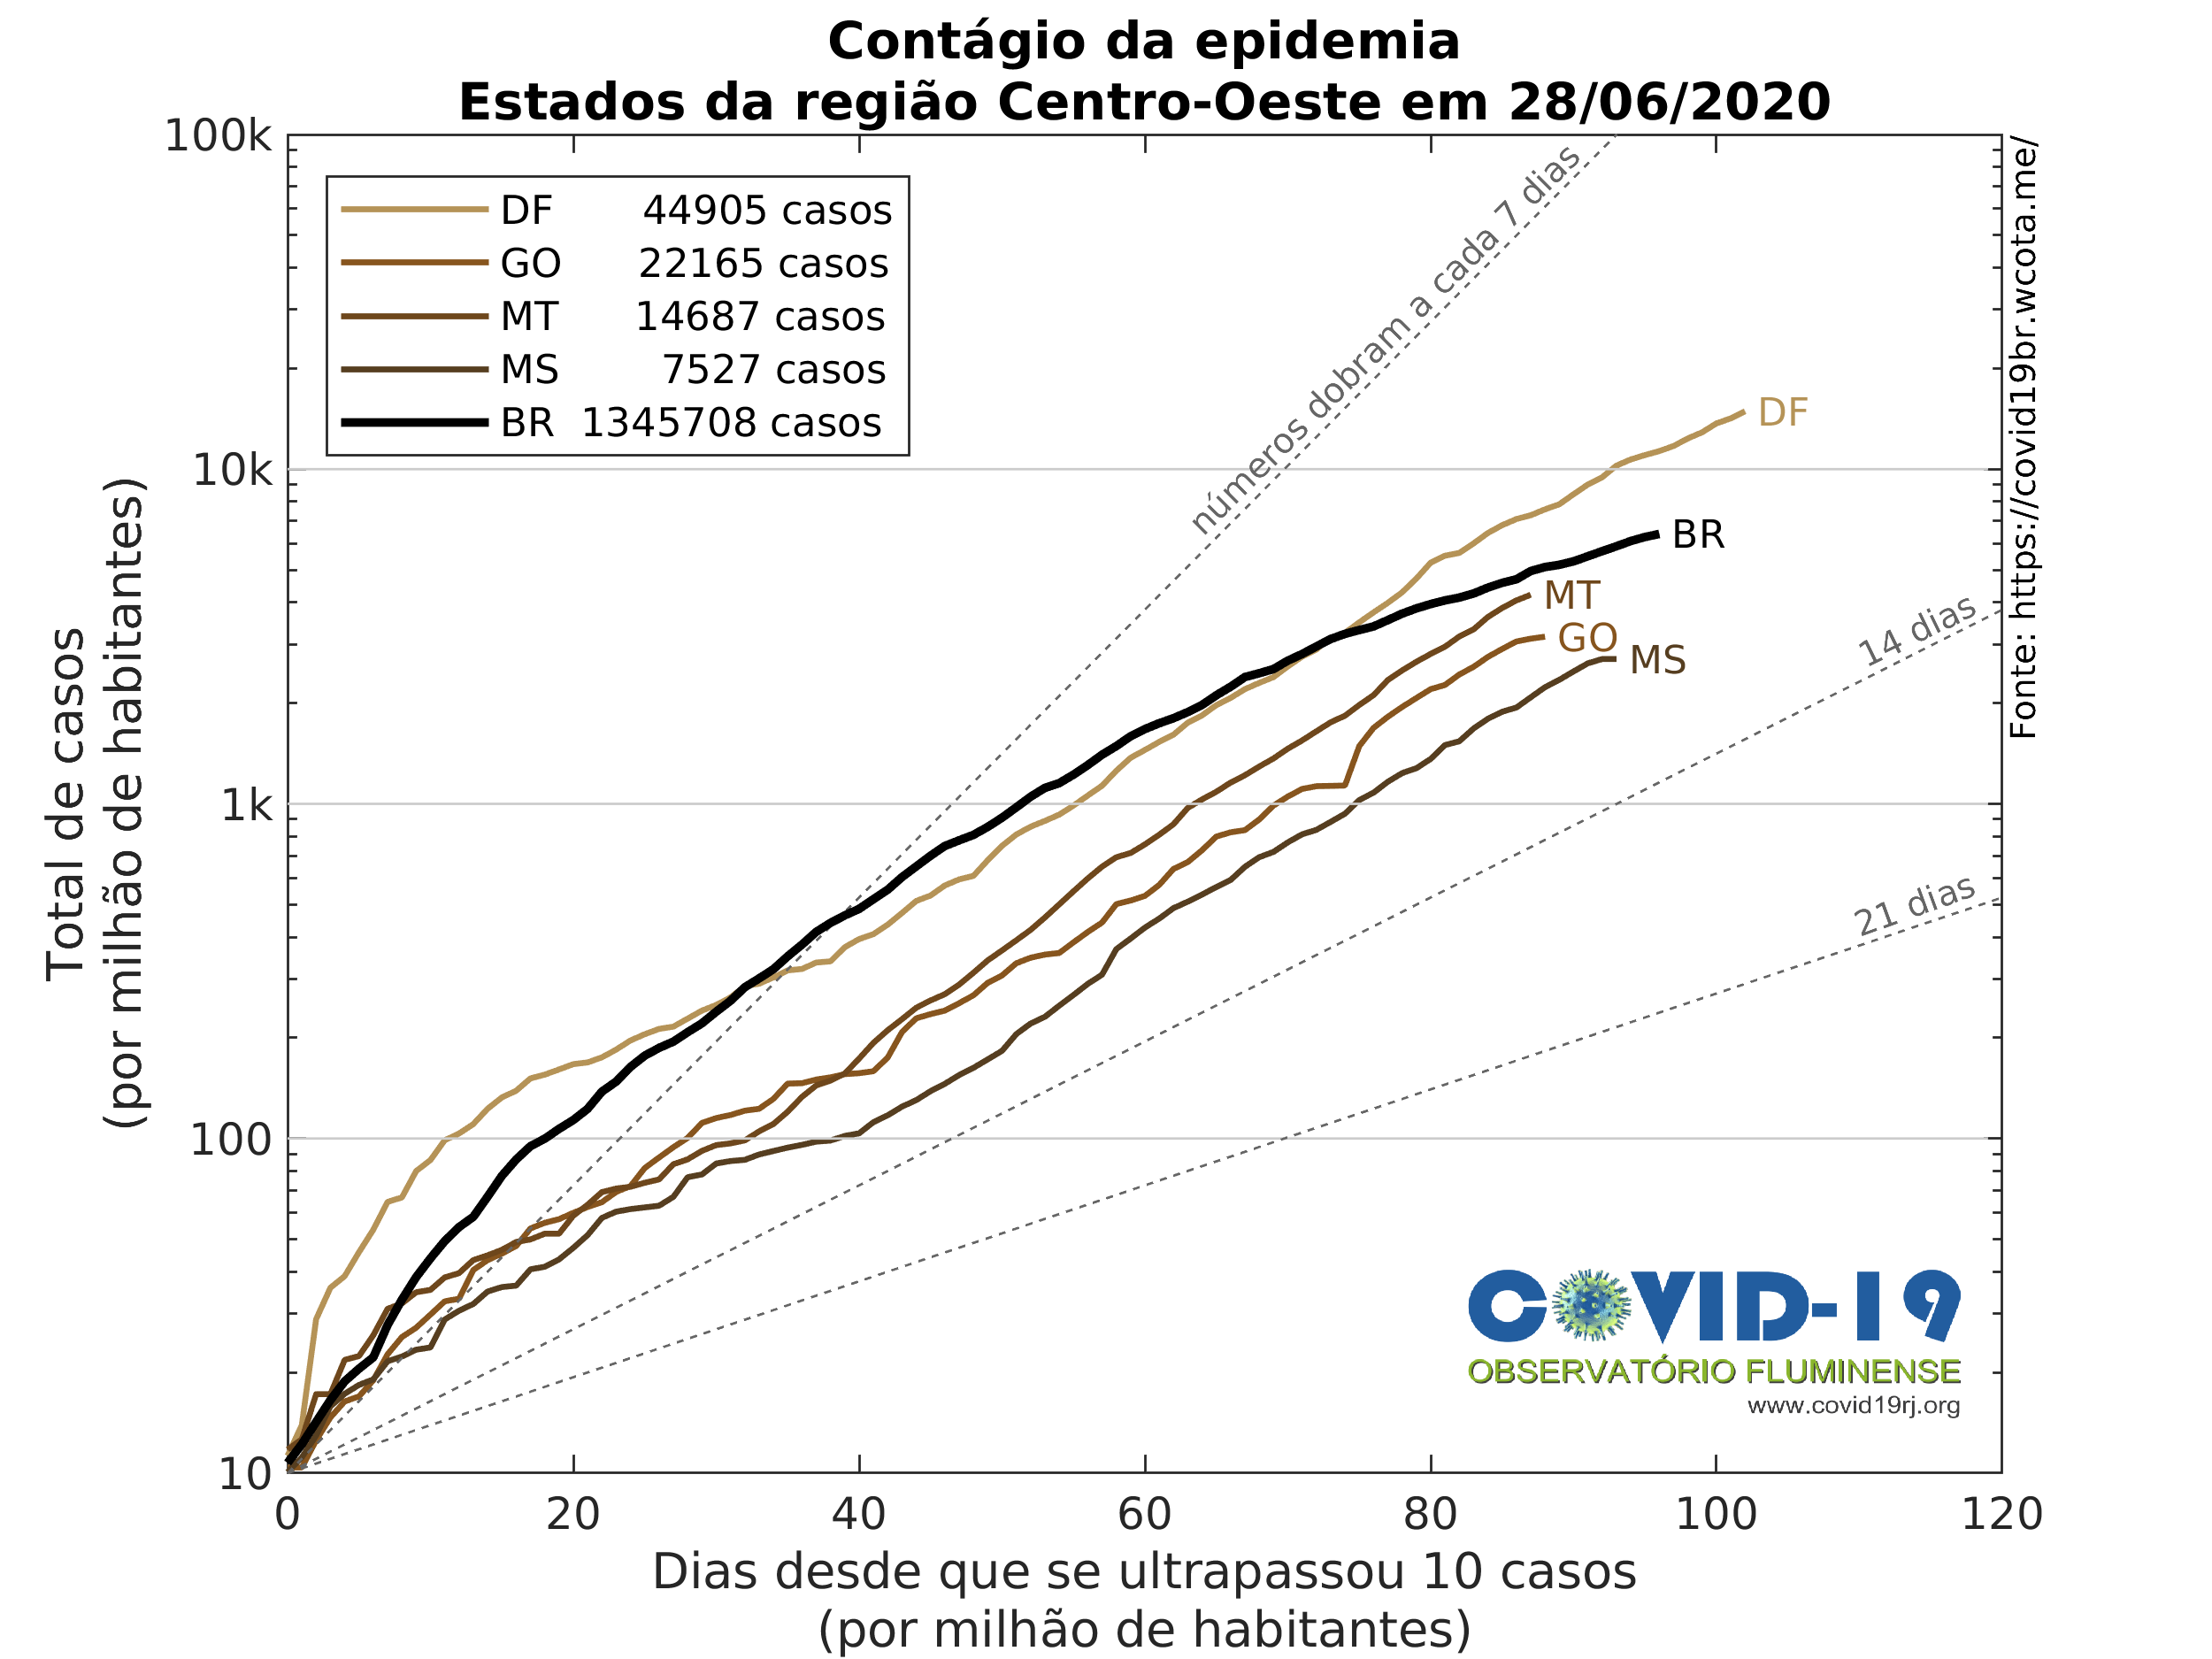 Contágio da epidemia
Estados da região Centro-Oeste em 28/06/2020
Total de casos
(por milhão de habitantes)
100k
10k
1k
100
10
DF 44905 casos
GO 22165 casos
MT 14687 casos
MS 7527 casos
BR 1345708 casos
números dobram a cada 7 dias
14 dias
21 dias
DF
BR
MT
GO
MS
Fonte: https://covid19br.wcota.me/
COVID-19
OBSERVATÓRIO FLUMINENSE
www.covid19rj.org
0 20 40 60 80 100 120
Dias desde que se ultrapassou 10 casos
(por milhão de habitantes)